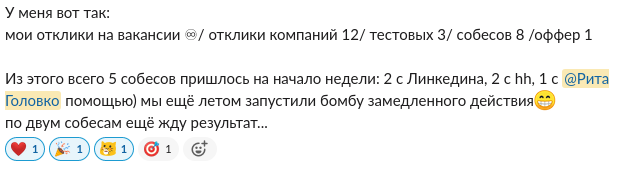 У меня вот так:
мои отклики на вакансии ♾/ отклики компаний 12/ тестовых 3/ собесов 8 /оффер 1
Из этого всего 5 собесов пришлось на начало недели: 2 с Линкедина, 2 с hh, 1 с @Рита
Головко помощью) мы ещё летом запустили бомбу замедленного действия😁
по двум собесам ещё жду результат...
❤️ 1 🎉 1 😸 1 🎯 1